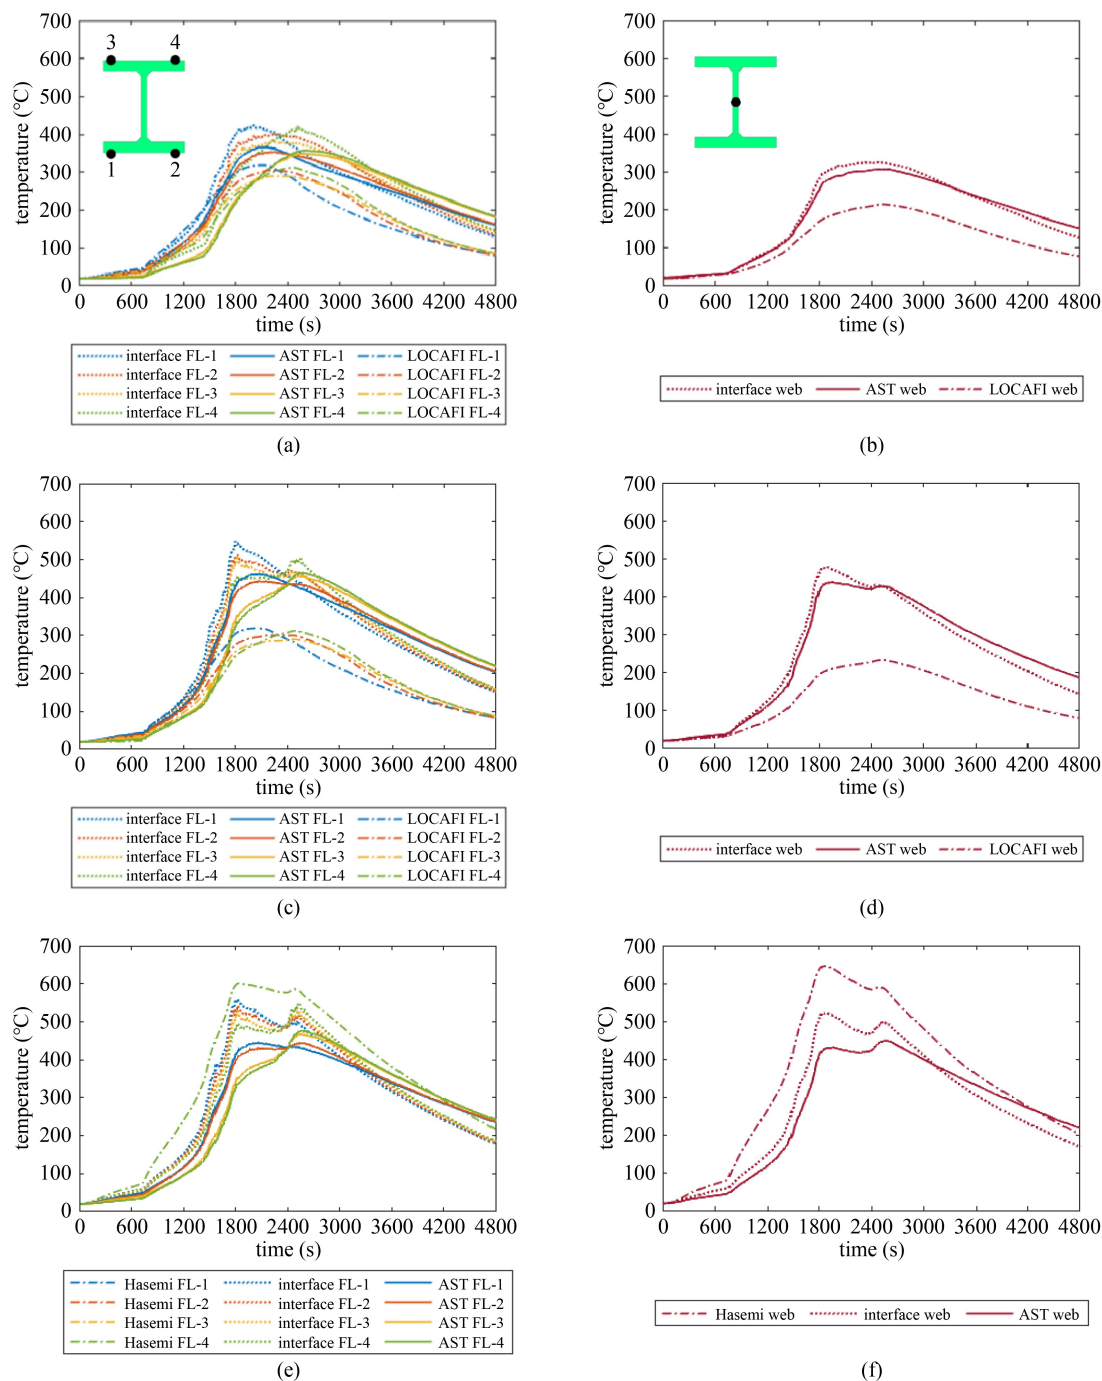 700
600
500
400
300
200
100
0
temperature (°C)
3 4
1 2
0 600 1200 1800 2400 3000 3600 4200 4800
time (s)
interface FL-1 AST FL-1 LOCAFI FL-1
interface FL-2 AST FL-2 LOCAFI FL-2
interface FL-3 AST FL-3 LOCAFI FL-3
interface FL-4 AST FL-4 LOCAFI FL-4
(a)
700
600
500
400
300
200
100
0
temperature (°C)
0 600 1200 1800 2400 3000 3600 4200 4800
time (s)
interface web AST web LOCAFI web
(b)
700
600
500
400
300
200
100
0
temperature (°C)
0 600 1200 1800 2400 3000 3600 4200 4800
time (s)
interface FL-1 AST FL-1 LOCAFI FL-1
interface FL-2 AST FL-2 LOCAFI FL-2
interface FL-3 AST FL-3 LOCAFI FL-3
interface FL-4 AST FL-4 LOCAFI FL-4
(c)
700
600
500
400
300
200
100
0
temperature (°C)
0 600 1200 1800 2400 3000 3600 4200 4800
time (s)
interface web AST web LOCAFI web
(d)
700
600
500
400
300
200
100
0
temperature (°C)
0 600 1200 1800 2400 3000 3600 4200 4800
time (s)
Hasemi FL-1 interface FL-1 AST FL-1
Hasemi FL-2 interface FL-2 AST FL-2
Hasemi FL-3 interface FL-3 AST FL-3
Hasemi FL-4 interface FL-4 AST FL-4
(e)
700
600
500
400
300
200
100
0
temperature (°C)
0 600 1200 1800 2400 3000 3600 4200 4800
time (s)
Hasemi web interface web AST web
(f)